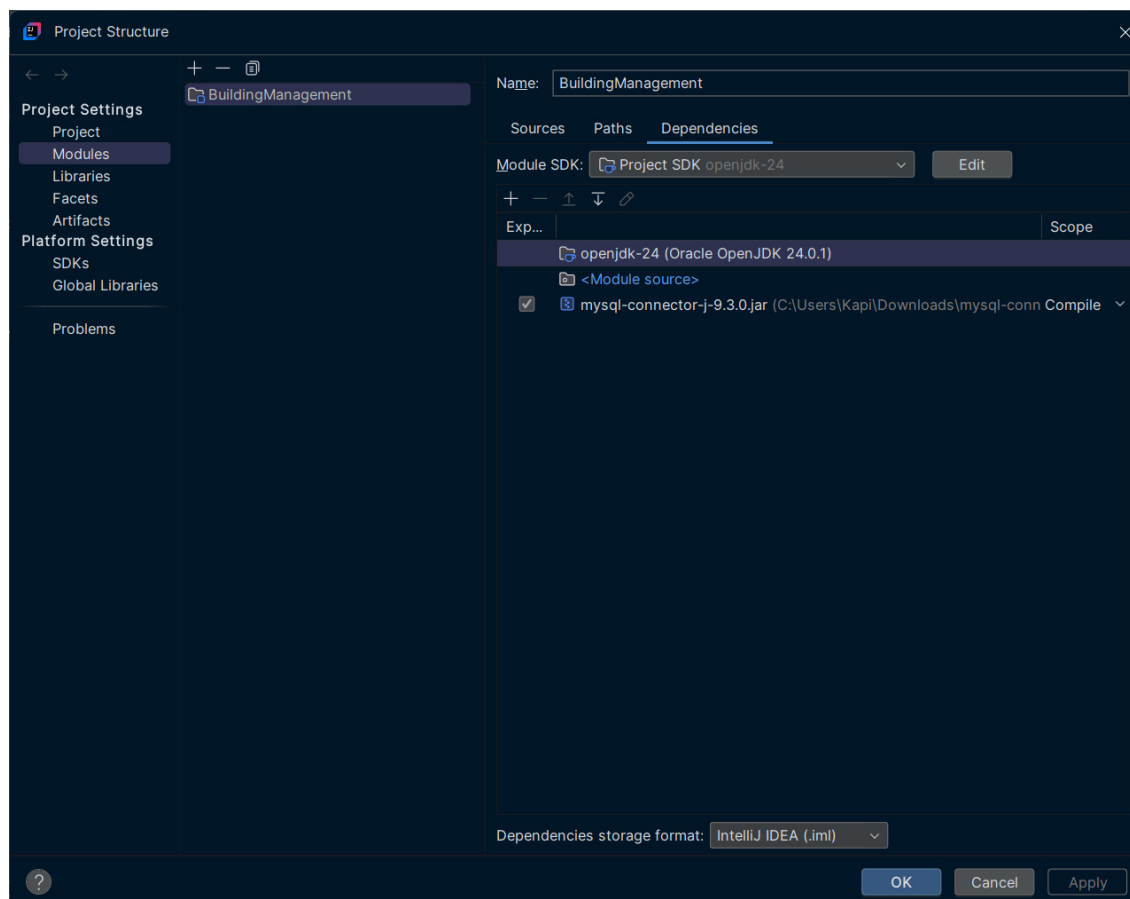 Project Structure
Project Settings
Project
Modules
Libraries
Facets
Artifacts
Platform Settings
SDKs
Global Libraries
Problems
BuildingManagement
Name: BuildingManagement
Sources Paths Dependencies
Module SDK: Project SDK openjdk-24 Edit
Exp... Scope
openjdk-24 (Oracle OpenJDK 24.0.1)
<Module source>
mysql-connector-j-9.3.0.jar (C:\Users\Kapi\Downloads\mysql-conn Compile
Dependencies storage format: IntelliJ IDEA (.iml)
? OK Cancel Apply